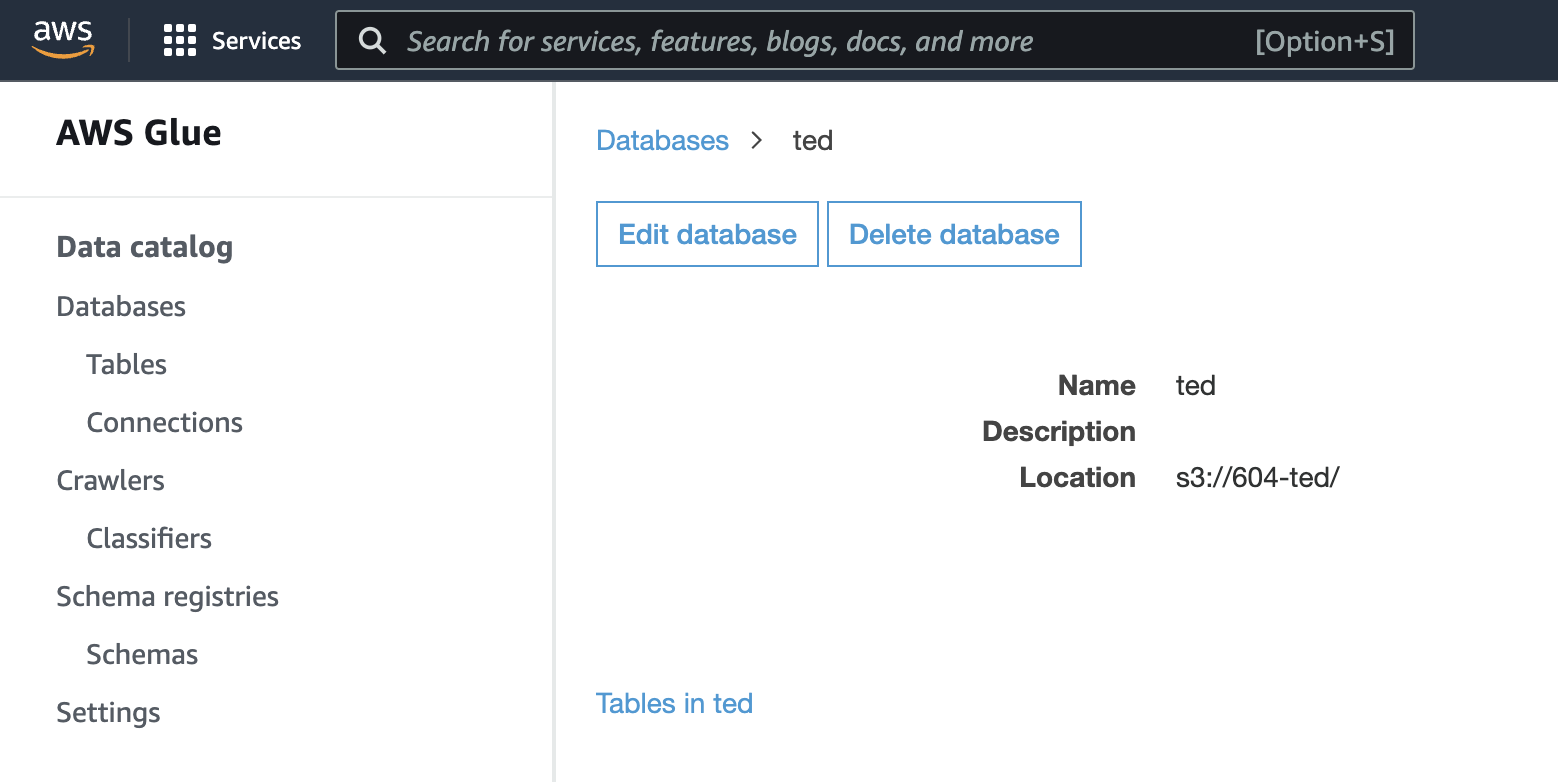 aws Services Search for services, features, blogs, docs, and more [Option+S]
AWS Glue
Data catalog
Databases
Tables
Connections
Crawlers
Classifiers
Schema registries
Schemas
Settings
Databases > ted
Edit database Delete database
Name ted
Description
Location s3://604-ted/
Tables in ted